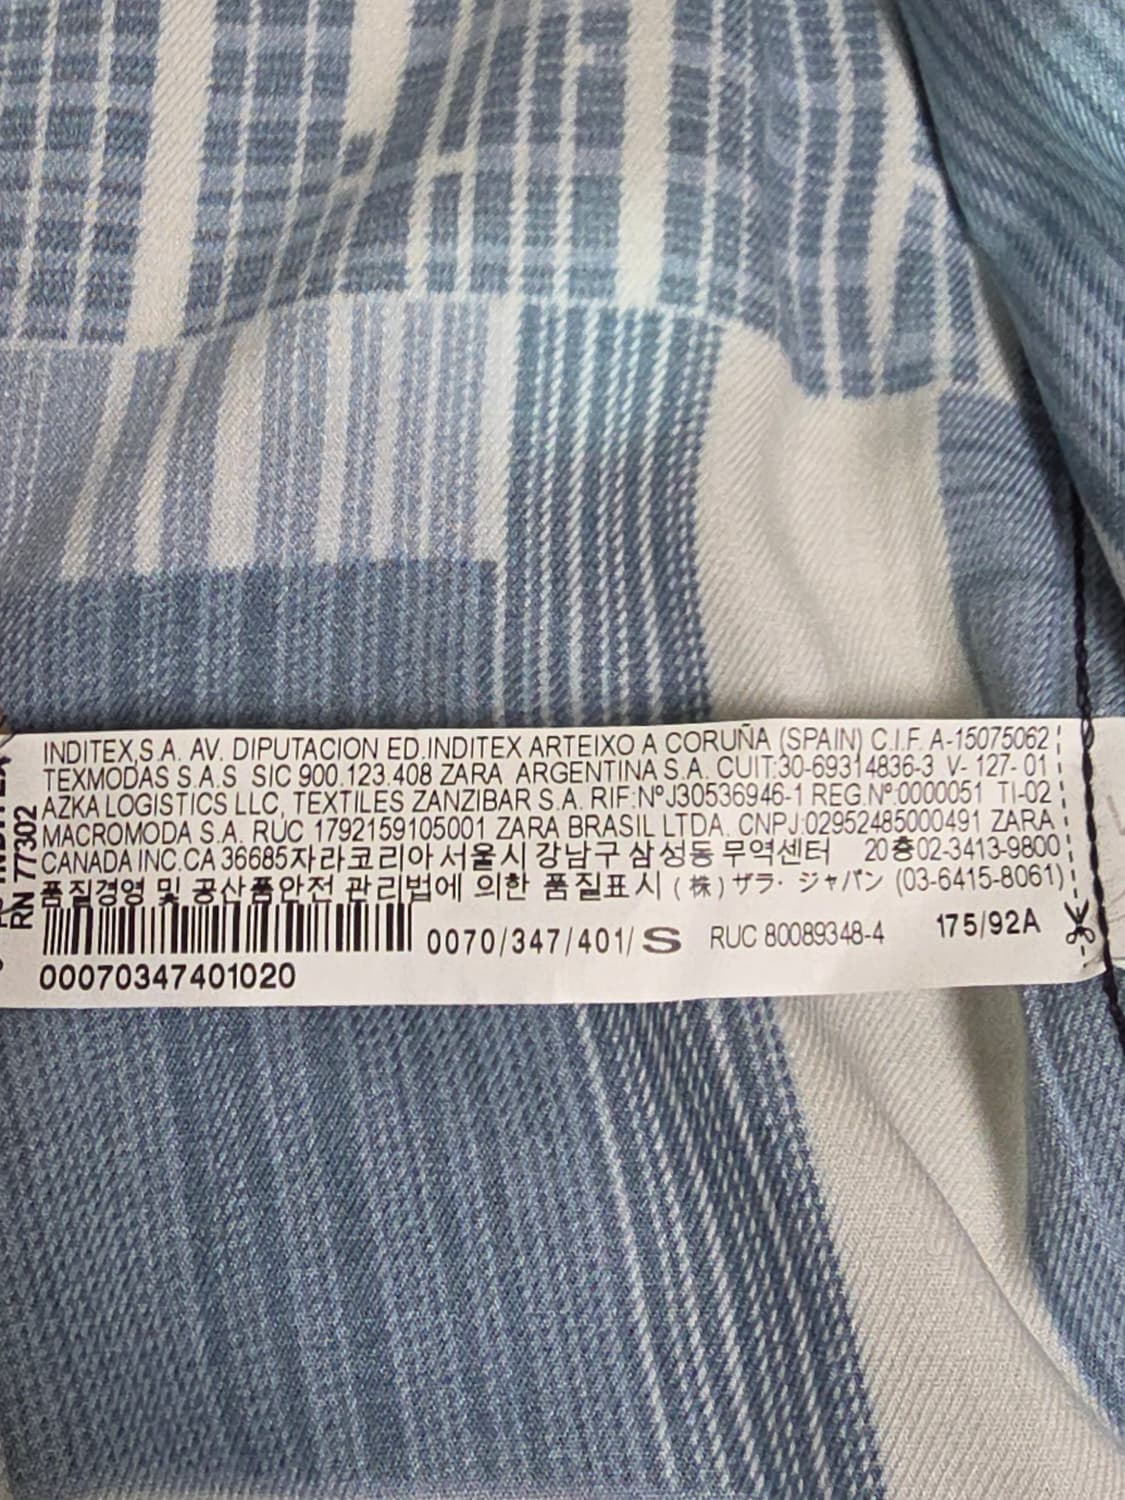 INDITEX,S.A. AV. DIPUTACION ED.INDITEX ARTEIXO A CORUÑA (SPAIN) C.I.F. A-15075062
TEXMODAS S.A.S SIC 900.123.408 ZARA ARGENTINA S.A. CUIT:30-69314836-3 V- 127- 01
AZKA LOGISTICS LLC, TEXTILES ZANZIBAR S.A. RIF:NºJ30536946-1 REG.Nº:0000051 TI-02
MACROMODA S.A. RUC 1792159105001 ZARA BRASIL LTDA. CNPJ:02952485000491 ZARA
CANADA INC.CA 36685자라코리아 서울시 강남구 삼성동 무역센터 20층02-3413-9800
품질경영 및 공산품안전 관리법에 의한 품질표시 (株) ザラ・ジャパン (03-6415-8061)
0070/347/401/ S RUC 80089348-4 175/92A
00070347401020
RN 77302